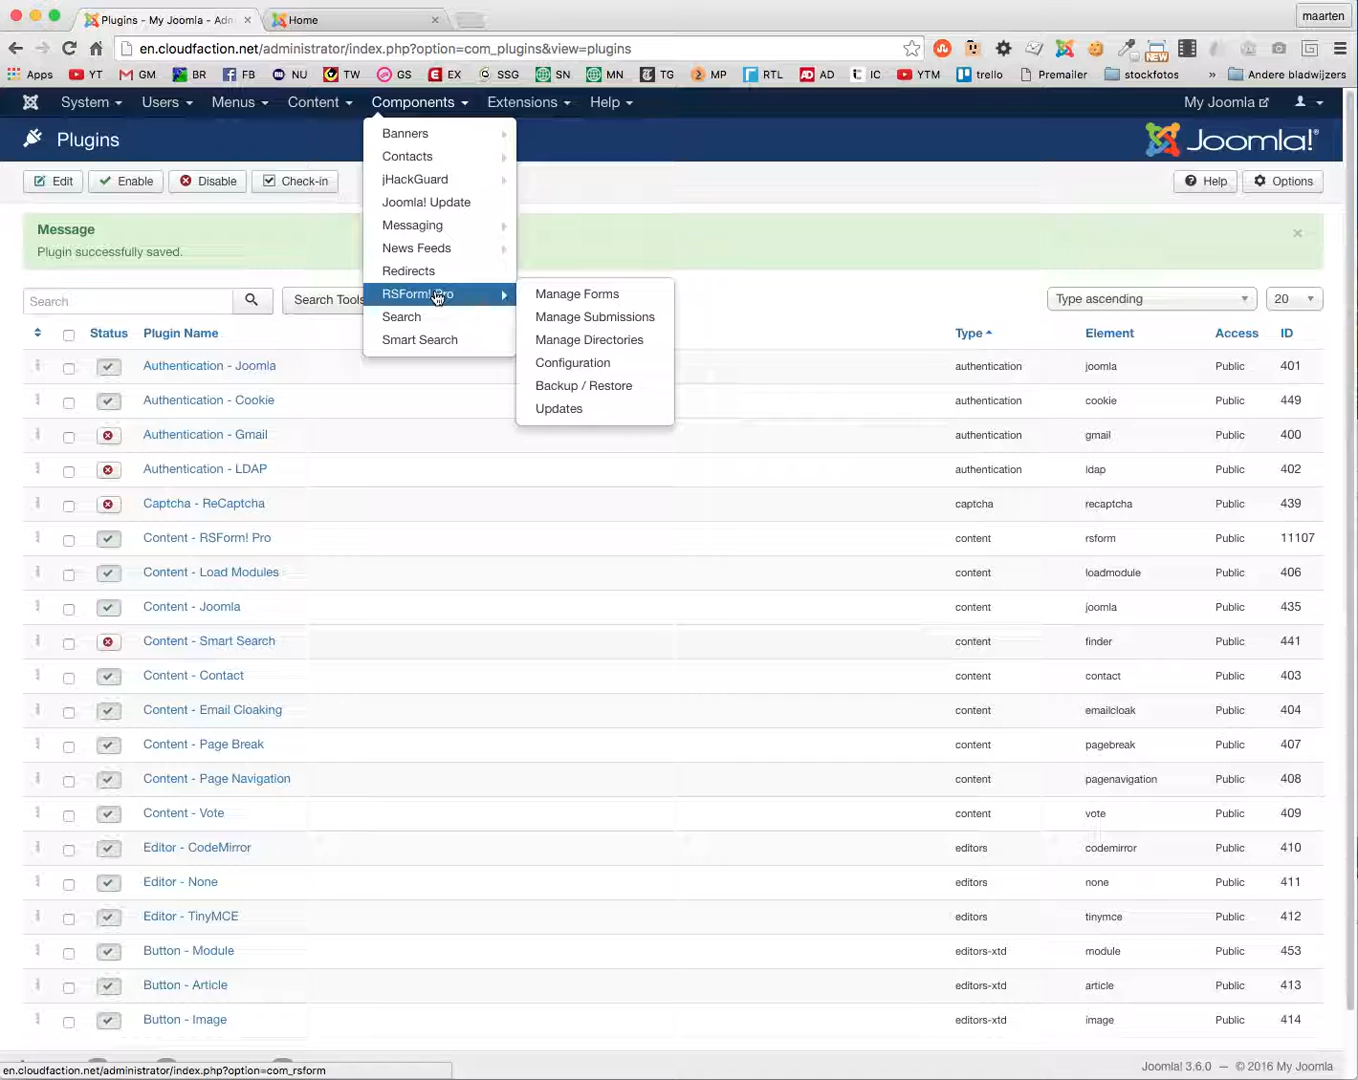 Plugins - My Joomla - Adm
Home
maarten
en.cloudfaction.net/administrator/index.php?option=com_plugins&view=plugins
Apps YT GM BR FB NU TW GS EX SSG SN MN TG MP RTL AD IC YTM trello Premailer stockfotos » Andere bladwijzers
NEW
System Users Menus Content Components Extensions Help My Joomla
Plugins
Joomla!®
Edit Enable Disable Check-in Help Options
Message
Plugin successfully saved.
×
Banners
Contacts
jHackGuard
Joomla! Update
Messaging
News Feeds
Redirects
RSForm! Pro
Search
Smart Search
Manage Forms
Manage Submissions
Manage Directories
Configuration
Backup / Restore
Updates
Search Search Tools Type ascending 20
Status Plugin Name Type Element Access ID
Authentication - Joomla authentication joomla Public 401
Authentication - Cookie authentication cookie Public 449
Authentication - Gmail authentication gmail Public 400
Authentication - LDAP authentication ldap Public 402
Captcha - ReCaptcha captcha recaptcha Public 439
Content - RSForm! Pro content rsform Public 11107
Content - Load Modules content loadmodule Public 406
Content - Joomla content joomla Public 435
Content - Smart Search content finder Public 441
Content - Contact content contact Public 403
Content - Email Cloaking content emailcloak Public 404
Content - Page Break content pagebreak Public 407
Content - Page Navigation content pagenavigation Public 408
Content - Vote content vote Public 409
Editor - CodeMirror editors codemirror Public 410
Editor - None editors none Public 411
Editor - TinyMCE editors tinymce Public 412
Button - Module editors-xtd module Public 453
Button - Article editors-xtd article Public 413
Button - Image editors-xtd image Public 414
en.cloudfaction.net/administrator/index.php?option=com_rsform
Joomla! 3.6.0 — © 2016 My Joomla